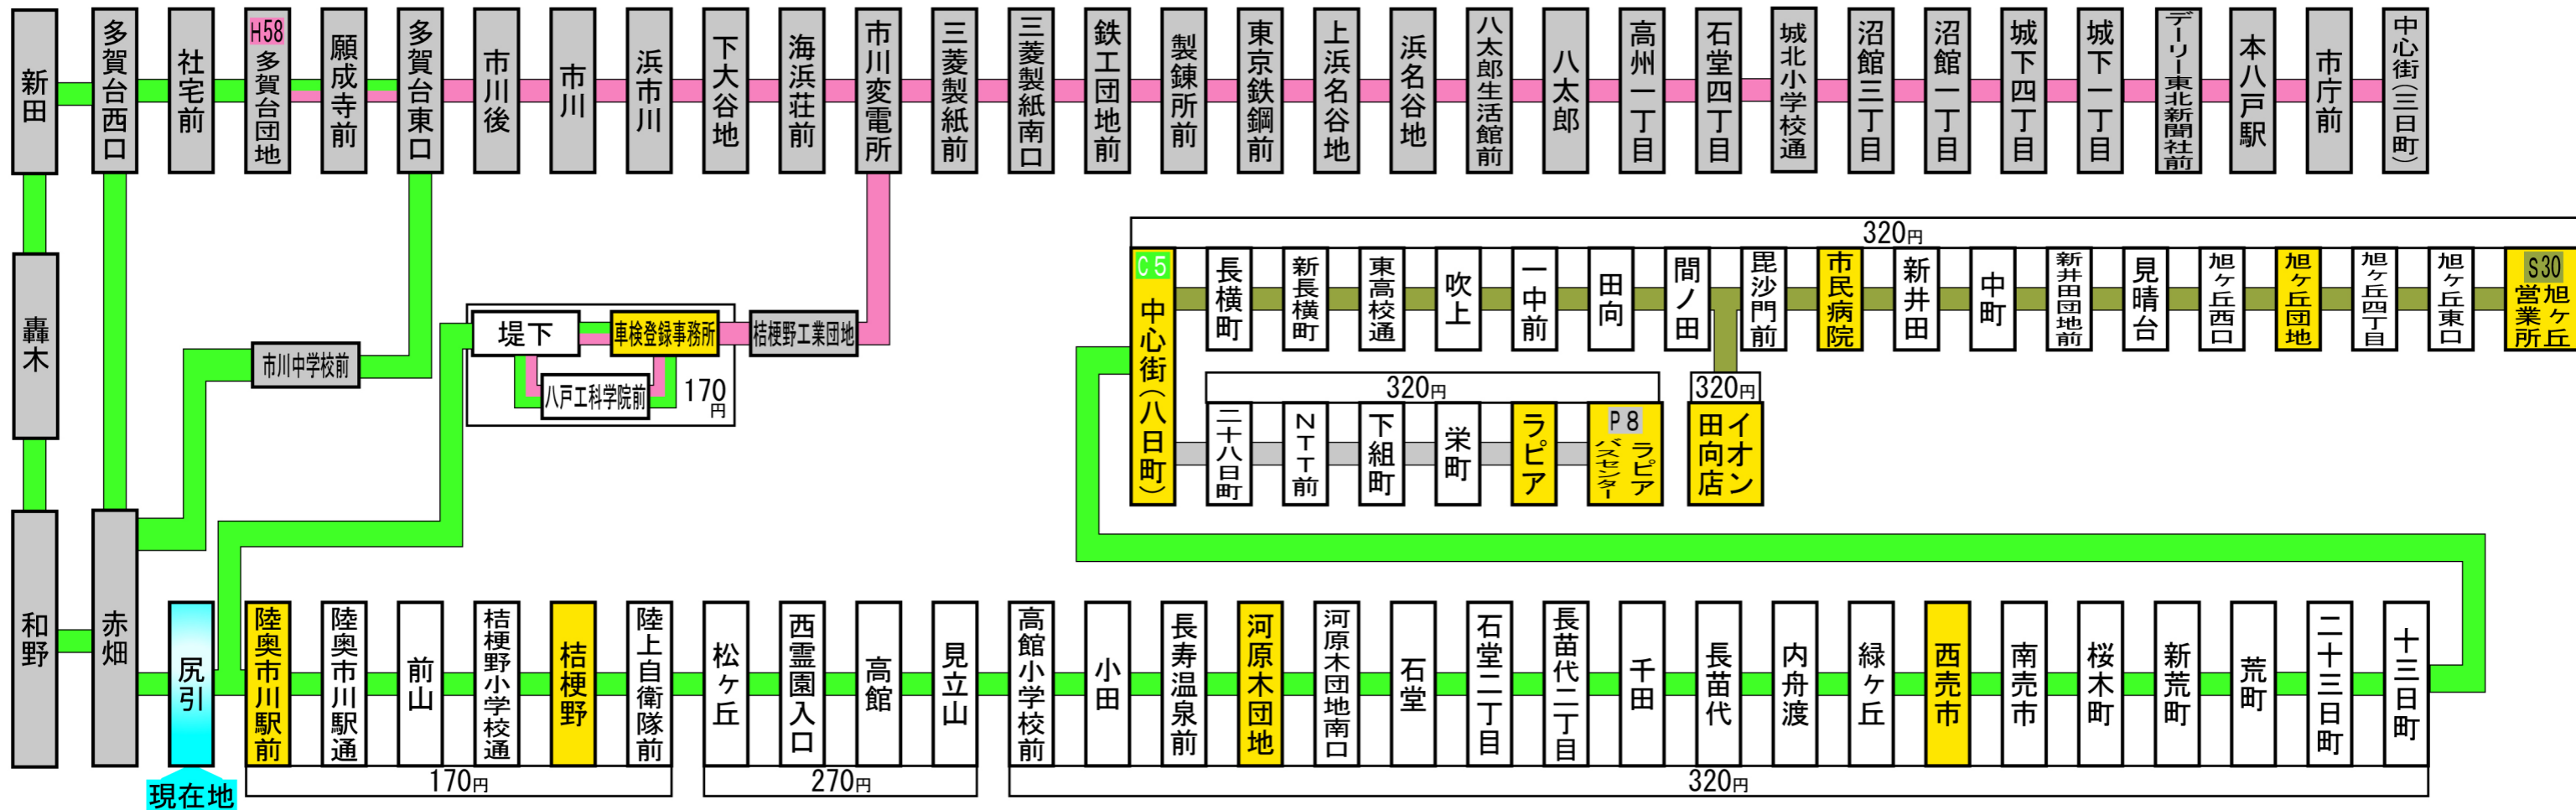 新田
多賀台西口
社宅前
H58
多賀台団地
願成寺前
多賀台東口
市川後
市川
浜市川
下大谷地
海浜荘前
市川変電所
三菱製紙前
三菱製紙南口
鉄工団地前
製錬所前
東京鉄鋼前
上浜名谷地
浜名谷地
八太郎生活館前
八太郎
高州一丁目
石堂四丁目
城北小学校通
沼館三丁目
沼館一丁目
城下四丁目
城下一丁目
デーリー東北新聞社前
本八戸駅
市庁前
中心街(三日町)
轟木
和野
赤畑
市川中学校前
堤下
車検登録事務所
八戸工科学院前
170円
桔梗野工業団地
320円
C5
中心街(八日町)
長横町
新長横町
東高校通
吹上
一中前
田向
間ノ田
毘沙門前
市民病院
新井田
中町
新井田団地前
見晴台
旭ヶ丘西口
旭ヶ丘団地
旭ヶ丘四丁目
旭ヶ丘東口
S30
旭ヶ丘
営業所
320円
二十八日町
NTT前
下組町
栄町
ラピア
P8
ラピア
バスセンター
320円
イオン
田向店
尻引
現在地
陸奥市川駅前
陸奥市川駅通
前山
桔梗野小学校通
桔梗野
陸上自衛隊前
170円
松ヶ丘
西霊園入口
高館
見立山
270円
高館小学校前
小田
長寿温泉前
河原木団地
河原木団地南口
石堂
石堂二丁目
長苗代二丁目
千田
長苗代
内舟渡
緑ヶ丘
西売市
南売市
桜木町
新荒町
荒町
二十三日町
十三日町
320円